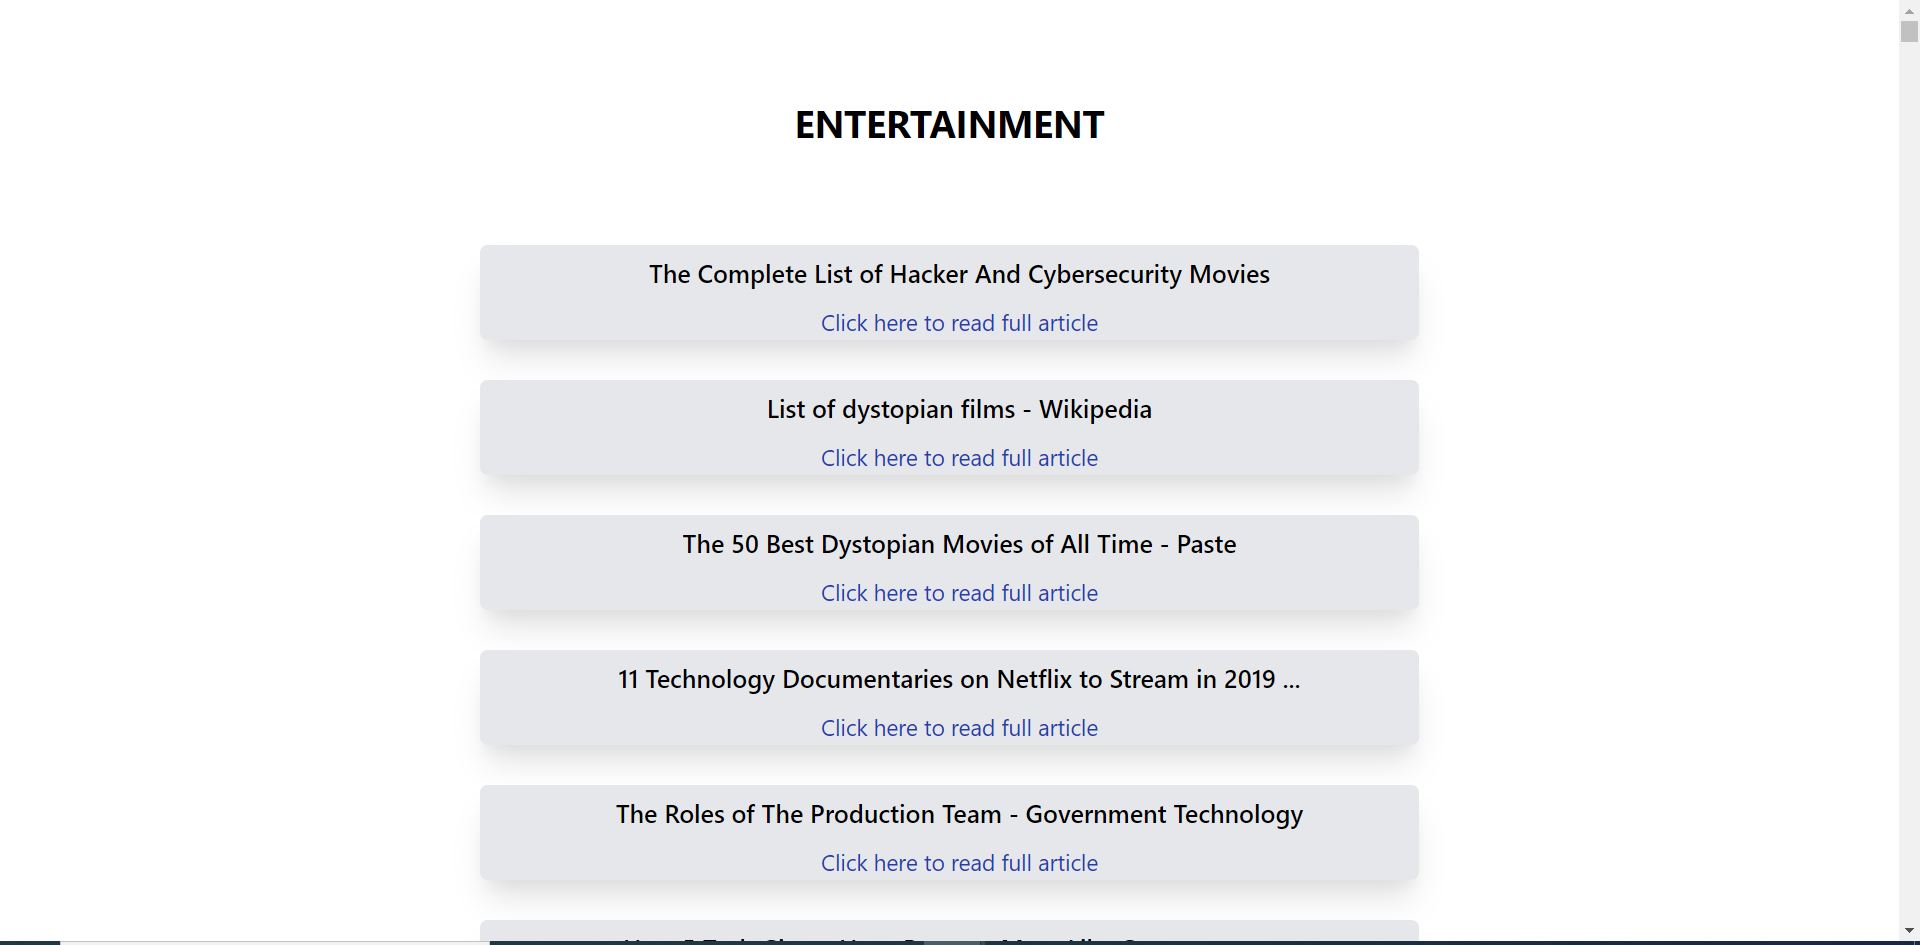 ENTERTAINMENT
The Complete List of Hacker And Cybersecurity Movies
Click here to read full article
List of dystopian films - Wikipedia
Click here to read full article
The 50 Best Dystopian Movies of All Time - Paste
Click here to read full article
11 Technology Documentaries on Netflix to Stream in 2019 ...
Click here to read full article
The Roles of The Production Team - Government Technology
Click here to read full article